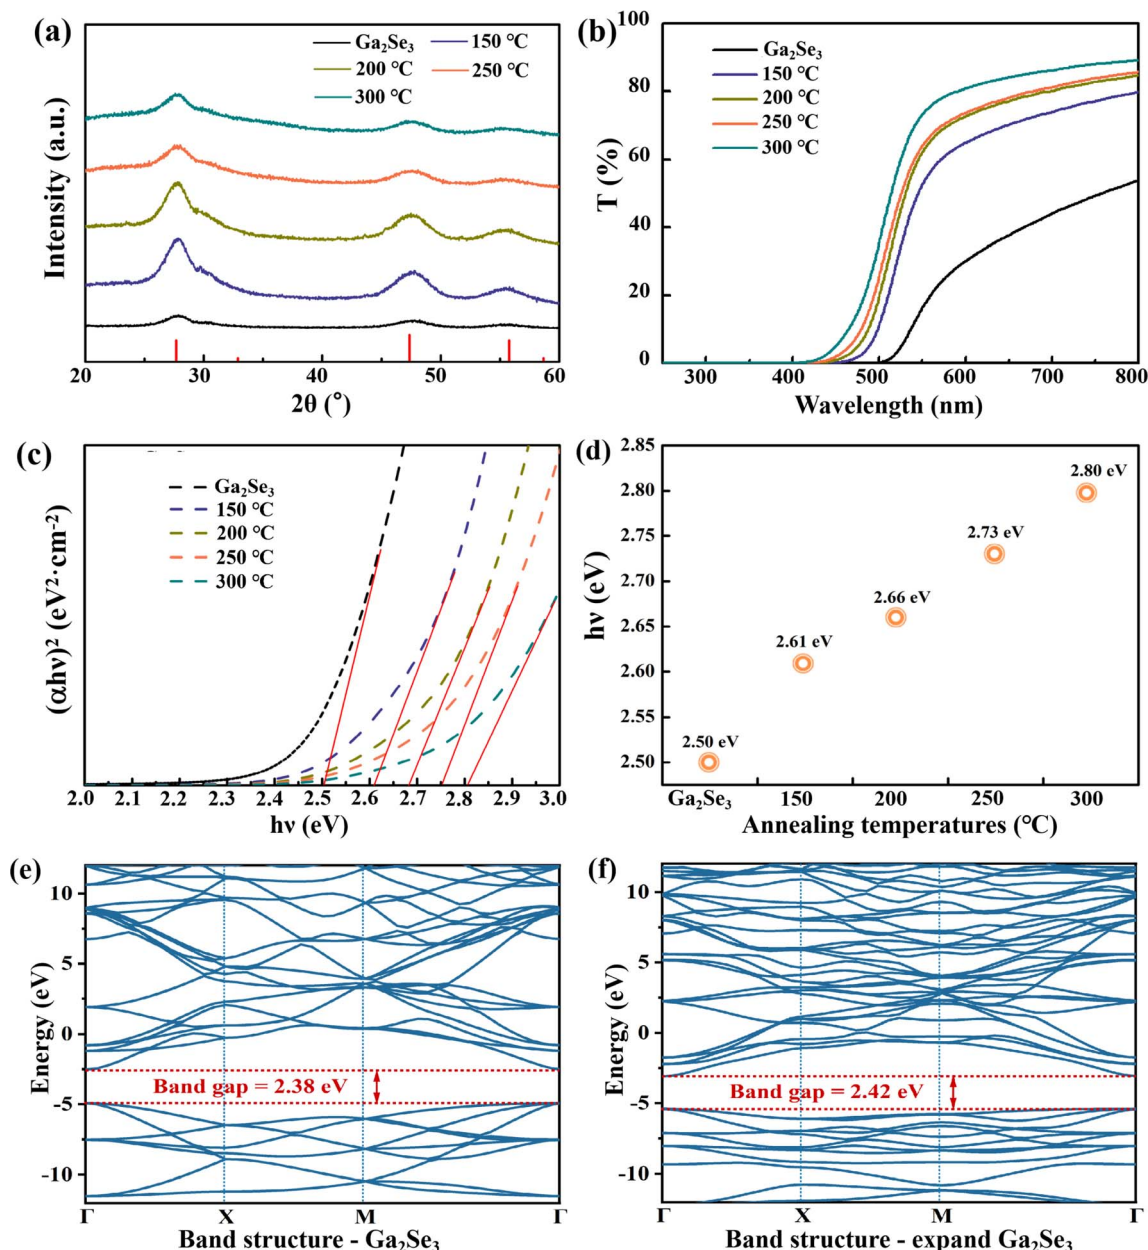 (a)
Ga₂Se₃
150 ℃
200 ℃
250 ℃
300 ℃
Intensity (a.u.)
20
30
40
50
60
2θ (°)
(b)
100
80
60
40
20
0
T (%)
Ga₂Se₃
150 ℃
200 ℃
250 ℃
300 ℃
300
400
500
600
700
800
Wavelength (nm)
(c)
Ga₂Se₃
150 ℃
200 ℃
250 ℃
300 ℃
(αhν)² (eV²·cm⁻²)
2.0
2.1
2.2
2.3
2.4
2.5
2.6
2.7
2.8
2.9
3.0
hν (eV)
(d)
2.85
2.80
2.75
2.70
2.65
2.60
2.55
2.50
hν (eV)
2.50 eV
2.61 eV
2.66 eV
2.73 eV
2.80 eV
Ga₂Se₃
150
200
250
300
Annealing temperatures (℃)
(e)
10
5
0
-5
-10
Energy (eV)
Band gap = 2.38 eV
Γ
X
M
Γ
Band structure - Ga₂Se₃
(f)
10
5
0
-5
-10
Energy (eV)
Band gap = 2.42 eV
Γ
X
M
Γ
Band structure - expand Ga₂Se₃